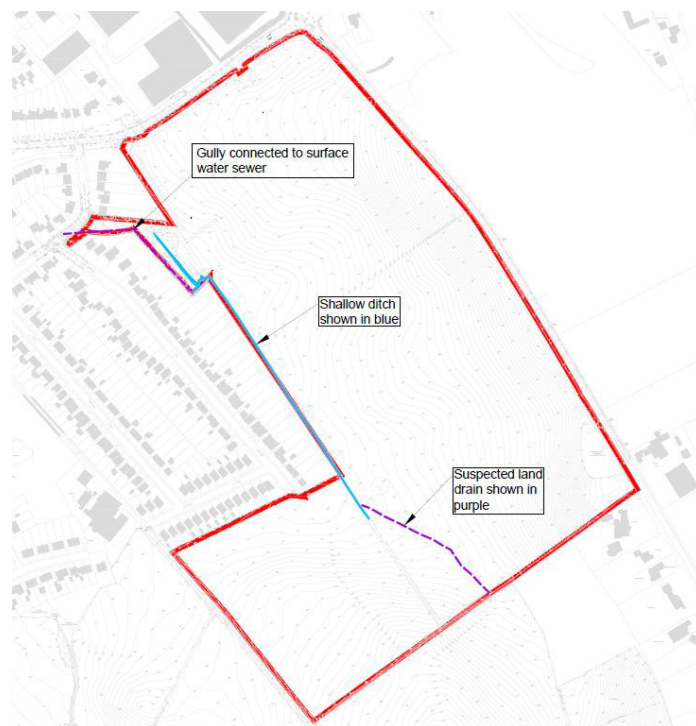 Gully connected to surface
water sewer
Shallow ditch
shown in blue
Suspected land
drain shown in
purple